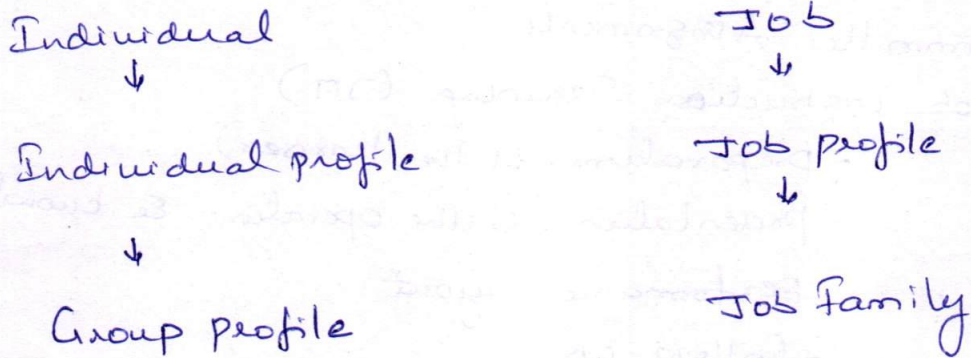 Individual
↓
Individual profile
↓
Group profile
Job
↓
Job profile
↓
Job Family